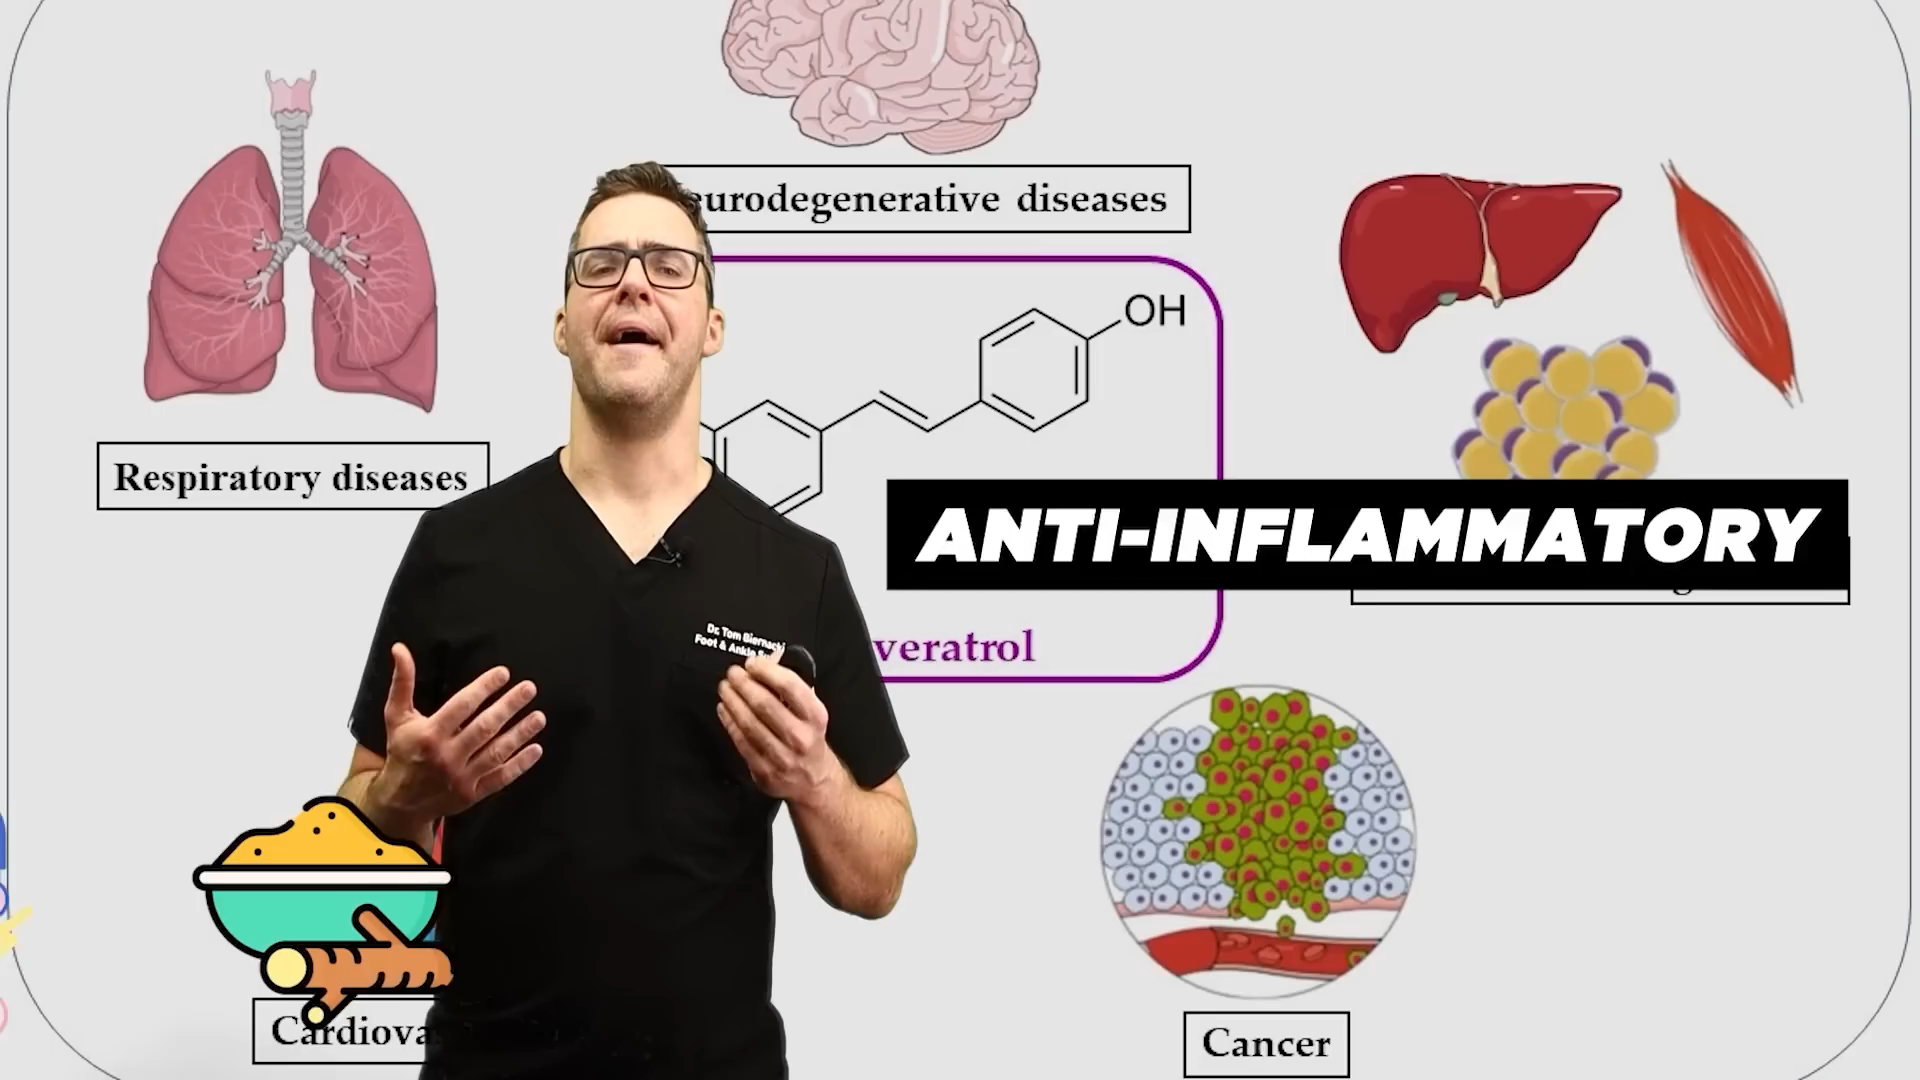 eurodegenerative diseases
OH
Respiratory diseases
ANTI-INFLAMMATORY
Dr. Tom Biernacki
Foot & Ankle
veratrol
Cardiova
Cancer